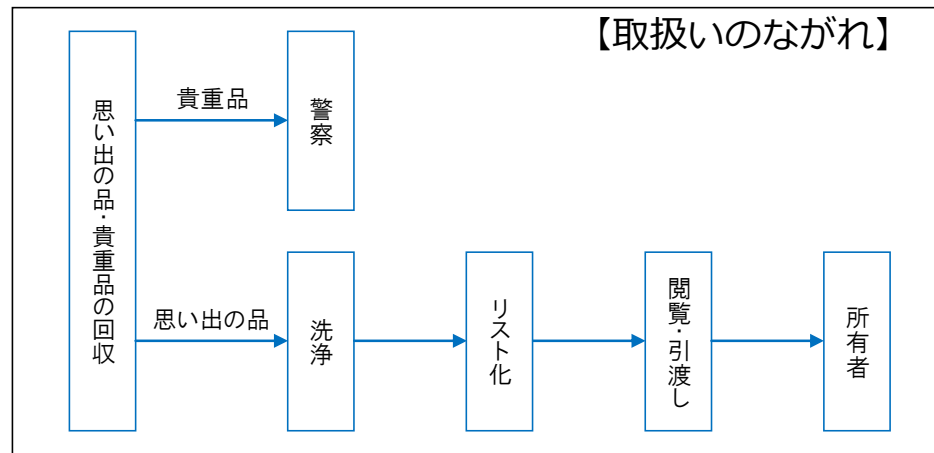 【取扱いのながれ】
思い出の品・貴重品の回収
貴重品
警察
思い出の品
洗浄
リスト化
閲覧・引渡し
所有者